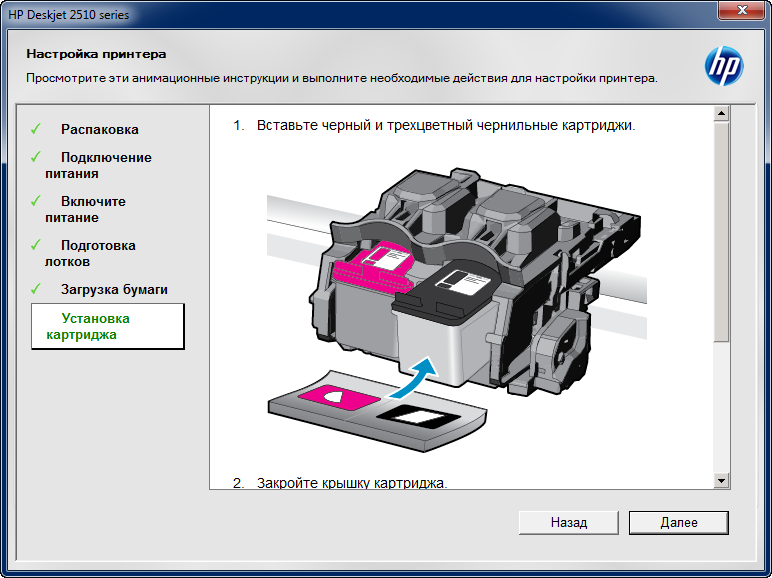 HP Deskjet 2510 series
Настройка принтера
Просмотрите эти анимационные инструкции и выполните необходимые действия для настройки принтера.
hp
Распаковка
Подключение
питания
Включите
питание
Подготовка
лотков
Загрузка бумаги
Установка
картриджа
1. Вставьте черный и трехцветный чернильные картриджи.
2. Закройте крышку картриджа.
Назад
Далее